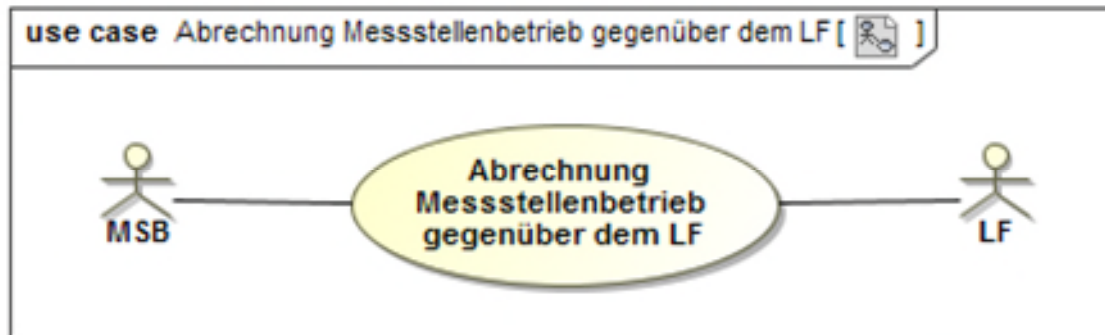 use case Abrechnung Messstellenbetrieb gegenüber dem LF [ ]
Abrechnung
Messstellenbetrieb
gegenüber dem LF
MSB
LF